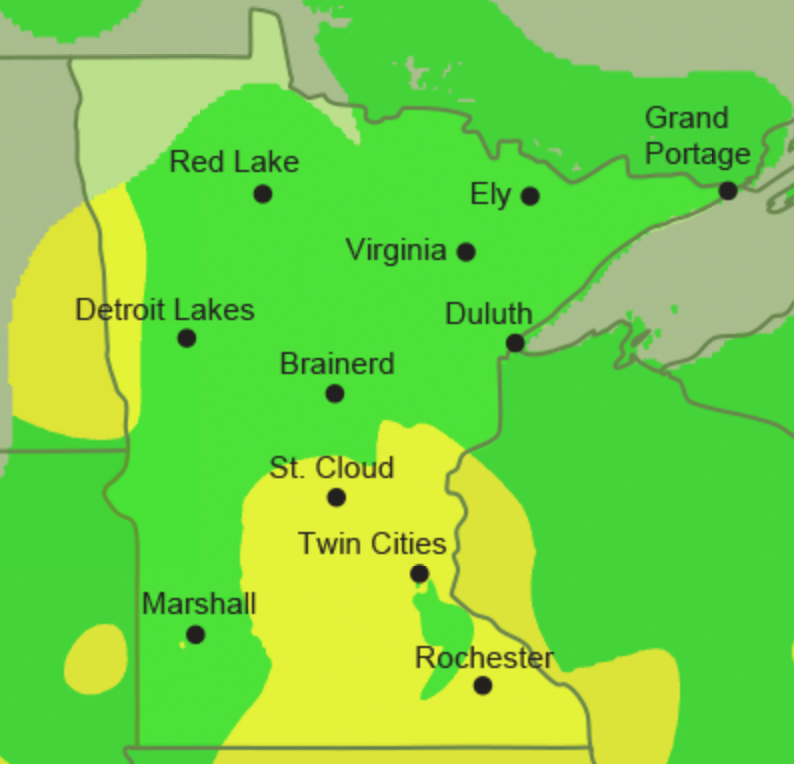 Grand
Portage
Red Lake
Ely
Virginia
Detroit Lakes
Duluth
Brainerd
St. Cloud
Twin Cities
Marshall
Rochester